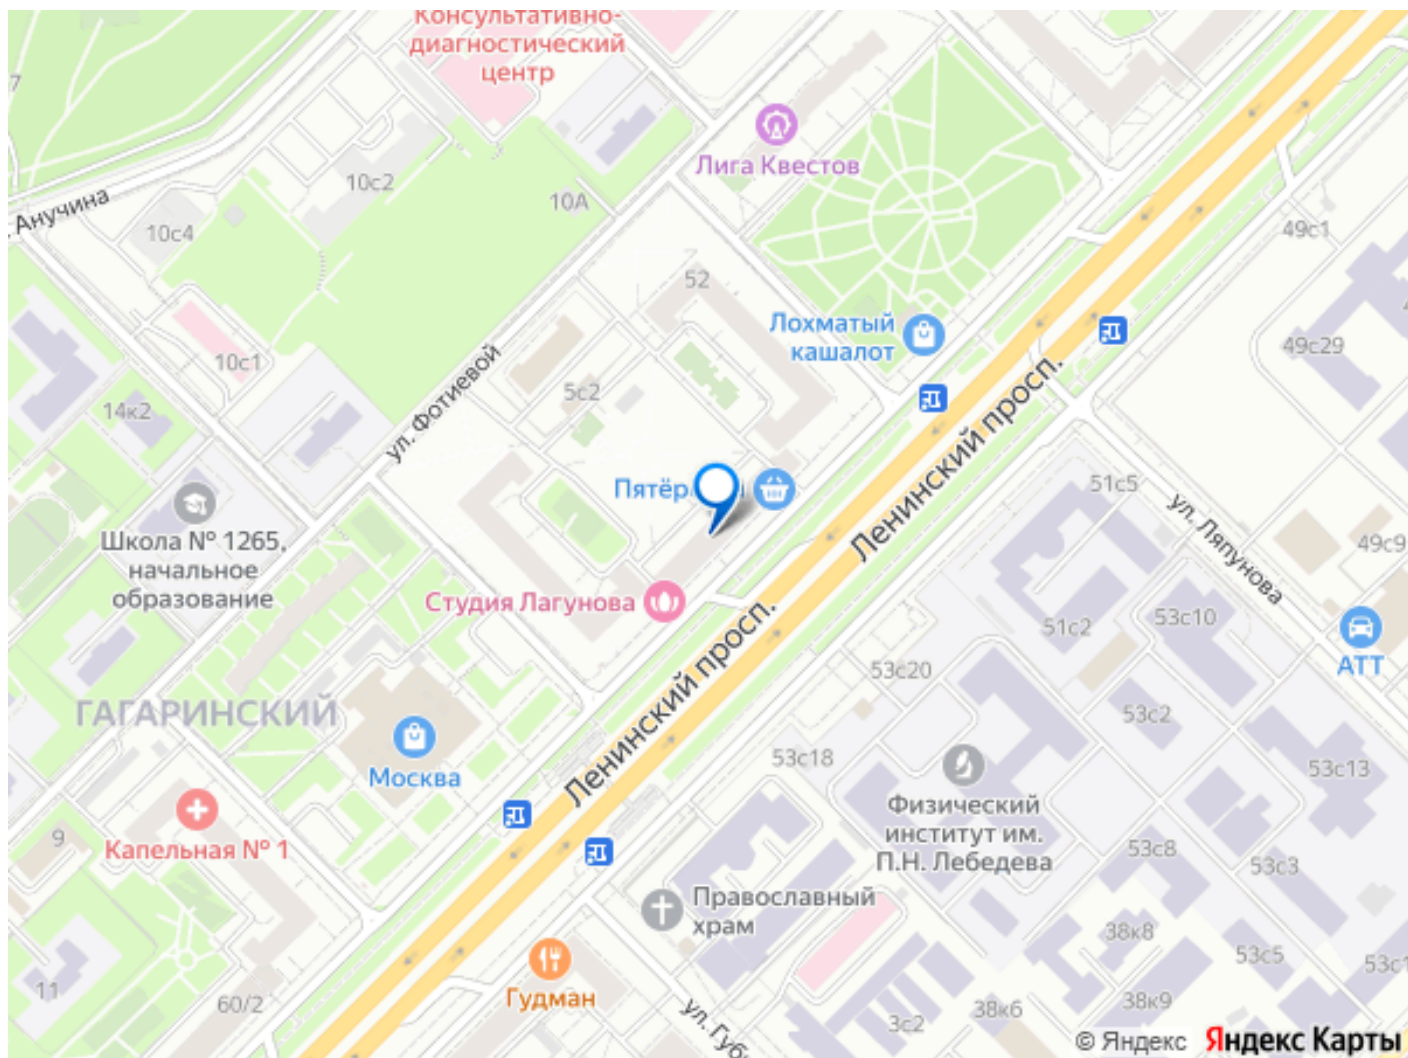 Консультативно-
диагностический
центр
Лига Квестов
10с2
10А
Анучина
10с4
49с1
52
Лохматый
кашалот
10с1
49с29
5с2
14к2
ул. Фотиевой
Ленинский просп.
51с5
ул. Ляпунова
49с9
Школа № 1265,
начальное
образование
Студия Лагунова
Ленинский просп.
51с2
53с10
АТТ
53с20
53с2
ГАГАРИНСКИЙ
Москва
53с18
53с13
Физический
институт им.
П.Н. Лебедева
9
Капельная № 1
53с8
53с3
Православный
храм
38к8
53с5
11
60/2
Гудман
38к6
38к9
3с2
© Яндекс Яндекс Карты